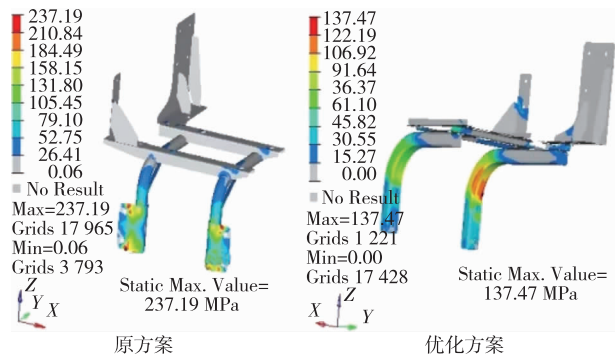 237.19
210.84
184.49
158.15
131.80
105.45
79.10
52.75
26.41
0.06
No Result
Max=237.19
Grids 17 965
Min=0.06
Grids 3 793
Static Max. Value=
237.19 MPa
Z
Y
X
原方案
137.47
122.19
106.92
91.64
36.37
61.10
45.82
30.55
15.27
0.00
No Result
Max=137.47
Grids 1 221
Min=0.00
Grids 17 428
Static Max. Value=
137.47 MPa
Z
X
Y
优化方案